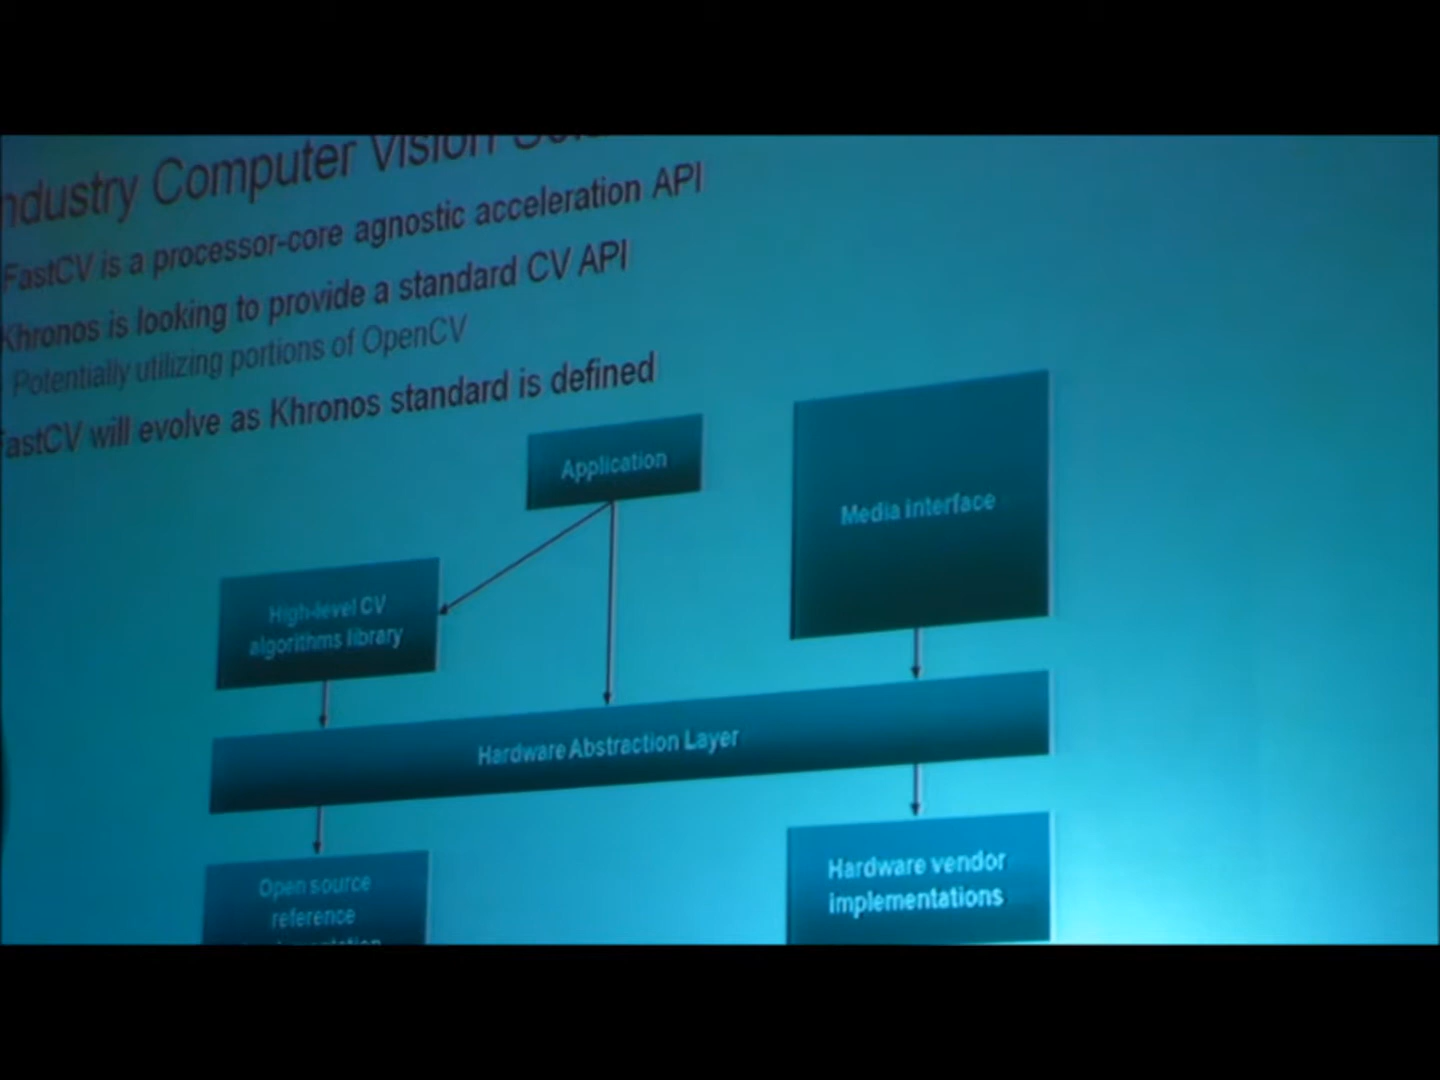 ndustry Computer Vision
FastCV is a processor-core agnostic acceleration API
Khronos is looking to provide a standard CV API
Potentially utilizing portions of OpenCV
FastCV will evolve as Khronos standard is defined
Application
Media interface
High-level CV
algorithms library
Hardware Abstraction Layer
Open source
reference
Hardware vendor
implementations